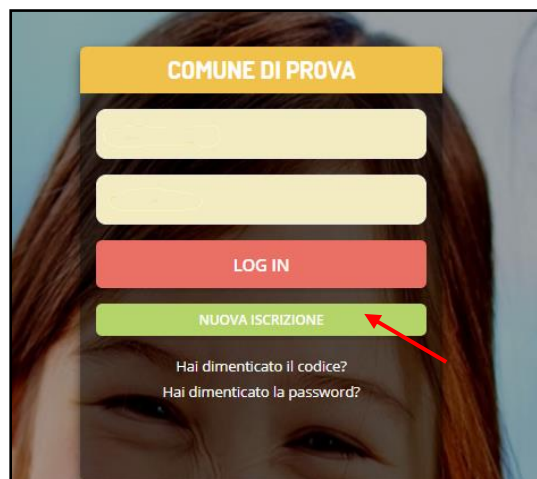 COMUNE DI PROVA
LOG IN
NUOVA ISCRIZIONE
Hai dimenticato il codice?
Hai dimenticato la password?